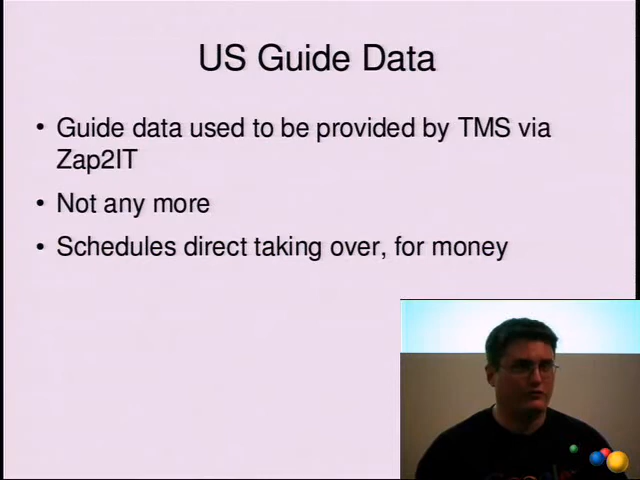 US Guide Data
• Guide data used to be provided by TMS via
Zap2IT
• Not any more
• Schedules direct taking over, for money